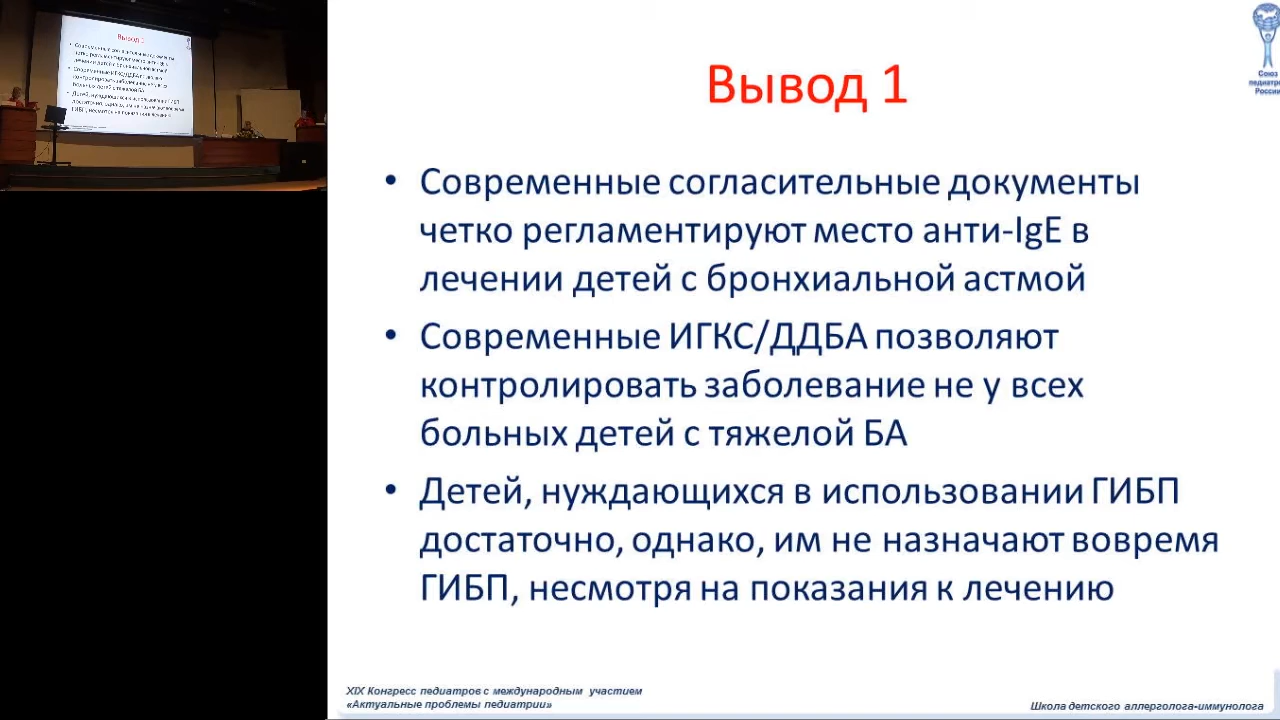 Вывод 1
Союз
педиатров
России
• Современные согласительные документы
четко регламентируют место анти-IgE в
лечении детей с бронхиальной астмой
• Современные ИГКС/ДДБА позволяют
контролировать заболевание не у всех
больных детей с тяжелой БА
• Детей, нуждающихся в использовании ГИБП
достаточно, однако, им не назначают вовремя
ГИБП, несмотря на показания к лечению
XIX Конгресс педиатров с международным участием
«Актуальные проблемы педиатрии»
Школа детского аллерголога-иммунолога